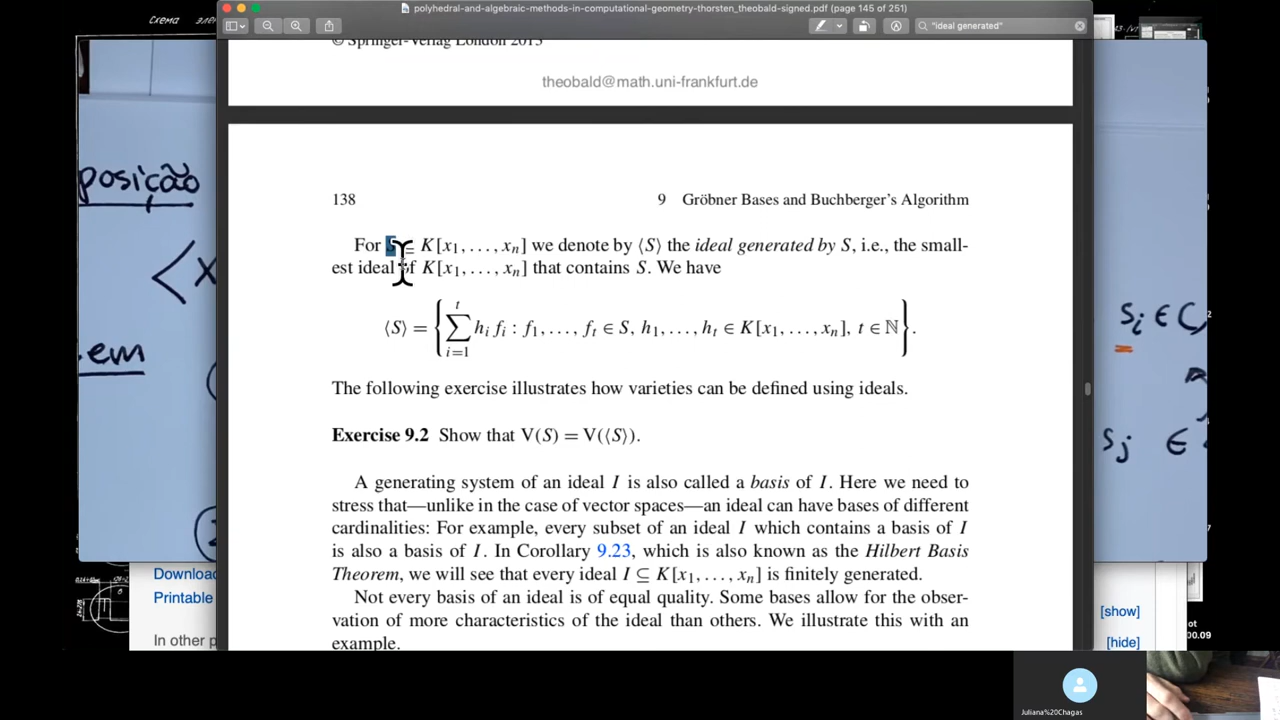 Схема
polyhedral-and-algebraic-methods-in-computational-geometry-thorsten_theobald-signed.pdf (page 145 of 251)
"ideal generated"
© Springer-Verlag London 2013
theobald@math.uni-frankfurt.de
138
9 Gröbner Bases and Buchberger's Algorithm
For S ⊆ K[x₁, . . . , xₙ] we denote by ⟨S⟩ the ideal generated by S, i.e., the small-
est ideal of K[x₁, . . . , xₙ] that contains S. We have
⟨S⟩ = { ∑ᵢ₌₁ᵗ hᵢ fᵢ : f₁, . . . , fₜ ∈ S, h₁, . . . , hₜ ∈ K[x₁, . . . , xₙ], t ∈ ℕ }.
The following exercise illustrates how varieties can be defined using ideals.
Exercise 9.2 Show that V(S) = V(⟨S⟩).
A generating system of an ideal I is also called a basis of I. Here we need to
stress that—unlike in the case of vector spaces—an ideal can have bases of different
cardinalities: For example, every subset of an ideal I which contains a basis of I
is also a basis of I. In Corollary 9.23, which is also known as the Hilbert Basis
Theorem, we will see that every ideal I ⊆ K[x₁, . . . , xₙ] is finitely generated.
Not every basis of an ideal is of equal quality. Some bases allow for the obser-
vation of more characteristics of the ideal than others. We illustrate this with an
example.
posição
<x
em
sᵢ ∈
sⱼ ∈
Download
Printable
In other p
[show]
[hide]
ot
00.09
Juliana%20Chagas